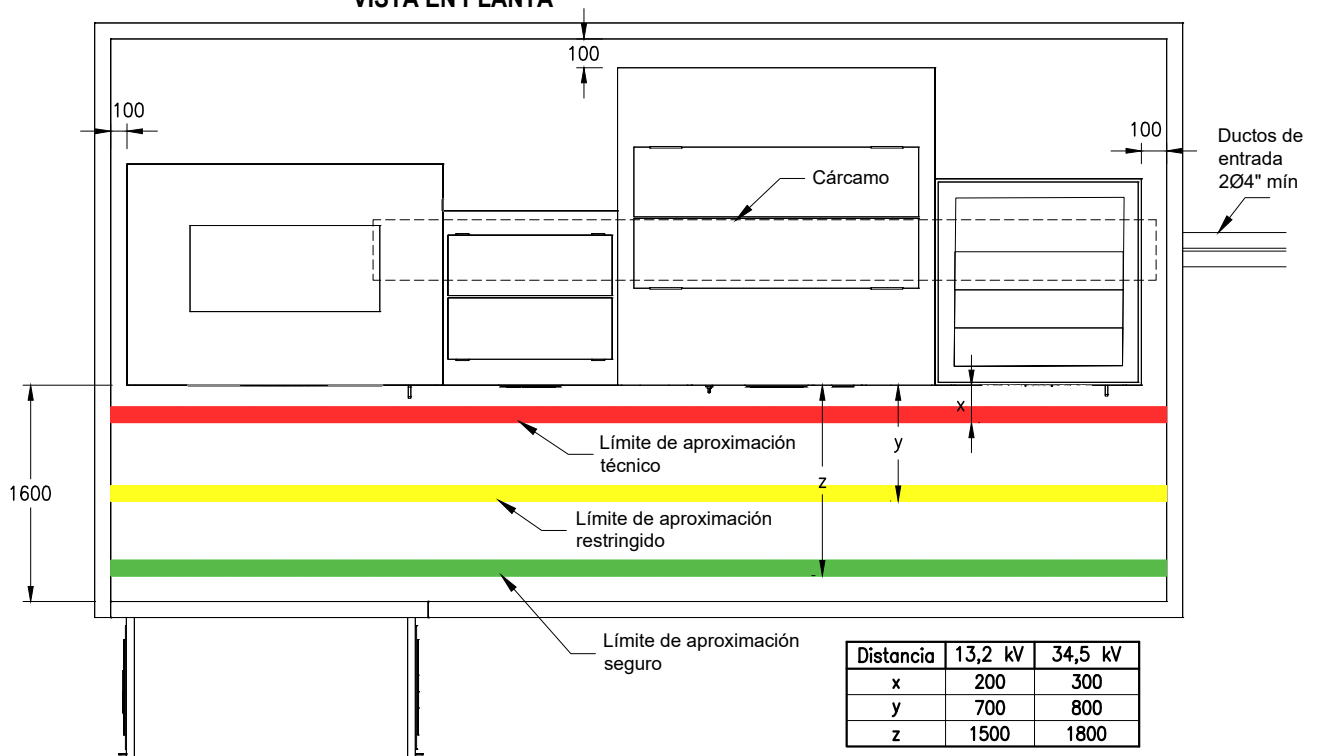 VISTA EN PLANTA
100
100
100
Ductos de
entrada
2Ø4" mín
Cárcamo
x
Límite de aproximación
técnico
y
z
1600
Límite de aproximación
restringido
Límite de aproximación
seguro
Distancia 13,2 kV 34,5 kV
x 200 300
y 700 800
z 1500 1800